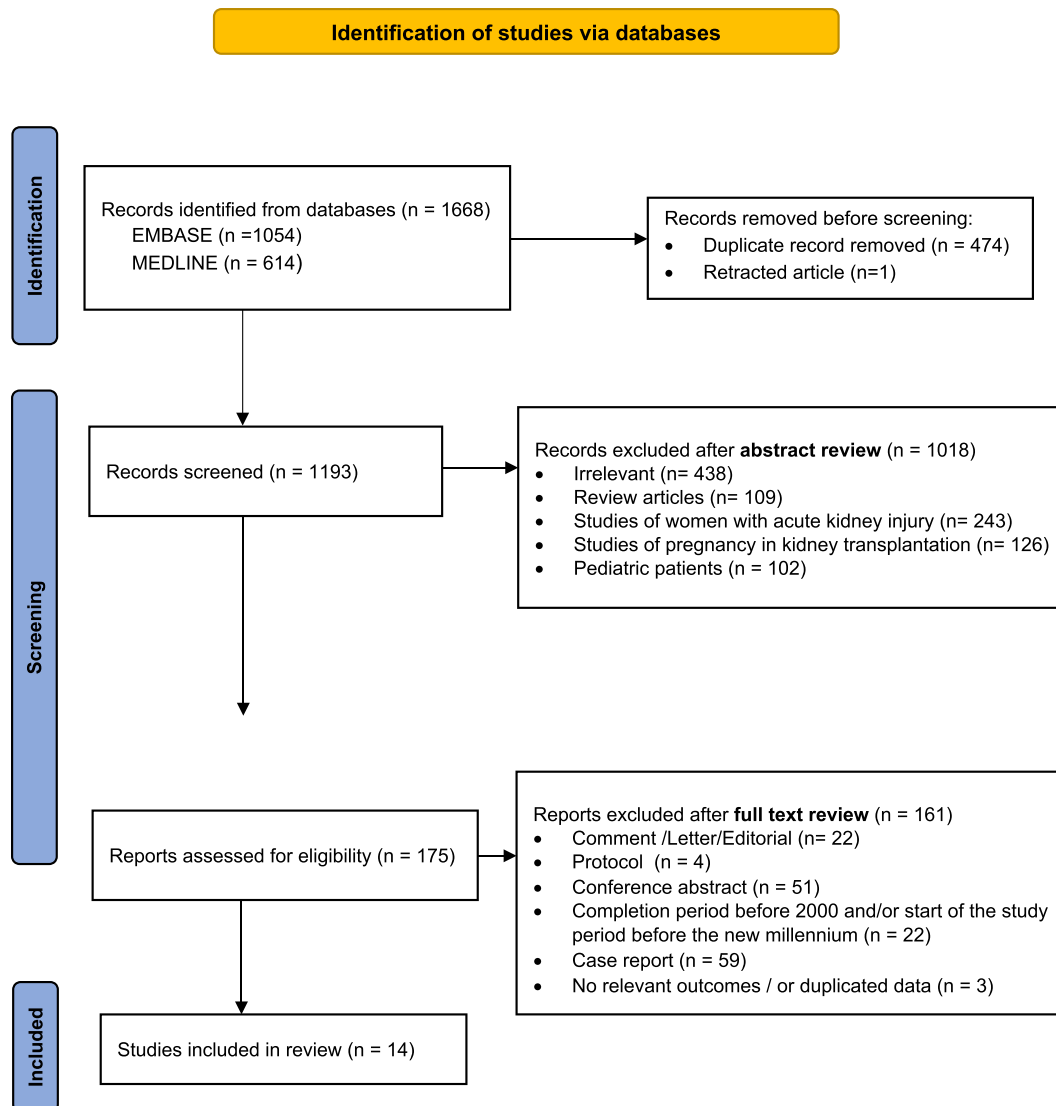 Identification of studies via databases
Identification
Records identified from databases (n = 1668)
EMBASE (n =1054)
MEDLINE (n = 614)
Records removed before screening:
• Duplicate record removed (n = 474)
• Retracted article (n=1)
Screening
Records screened (n = 1193)
Records excluded after abstract review (n = 1018)
• Irrelevant (n= 438)
• Review articles (n= 109)
• Studies of women with acute kidney injury (n= 243)
• Studies of pregnancy in kidney transplantation (n= 126)
• Pediatric patients (n = 102)
Reports assessed for eligibility (n = 175)
Reports excluded after full text review (n = 161)
• Comment /Letter/Editorial (n= 22)
• Protocol (n = 4)
• Conference abstract (n = 51)
• Completion period before 2000 and/or start of the study
period before the new millennium (n = 22)
• Case report (n = 59)
• No relevant outcomes / or duplicated data (n = 3)
Included
Studies included in review (n = 14)